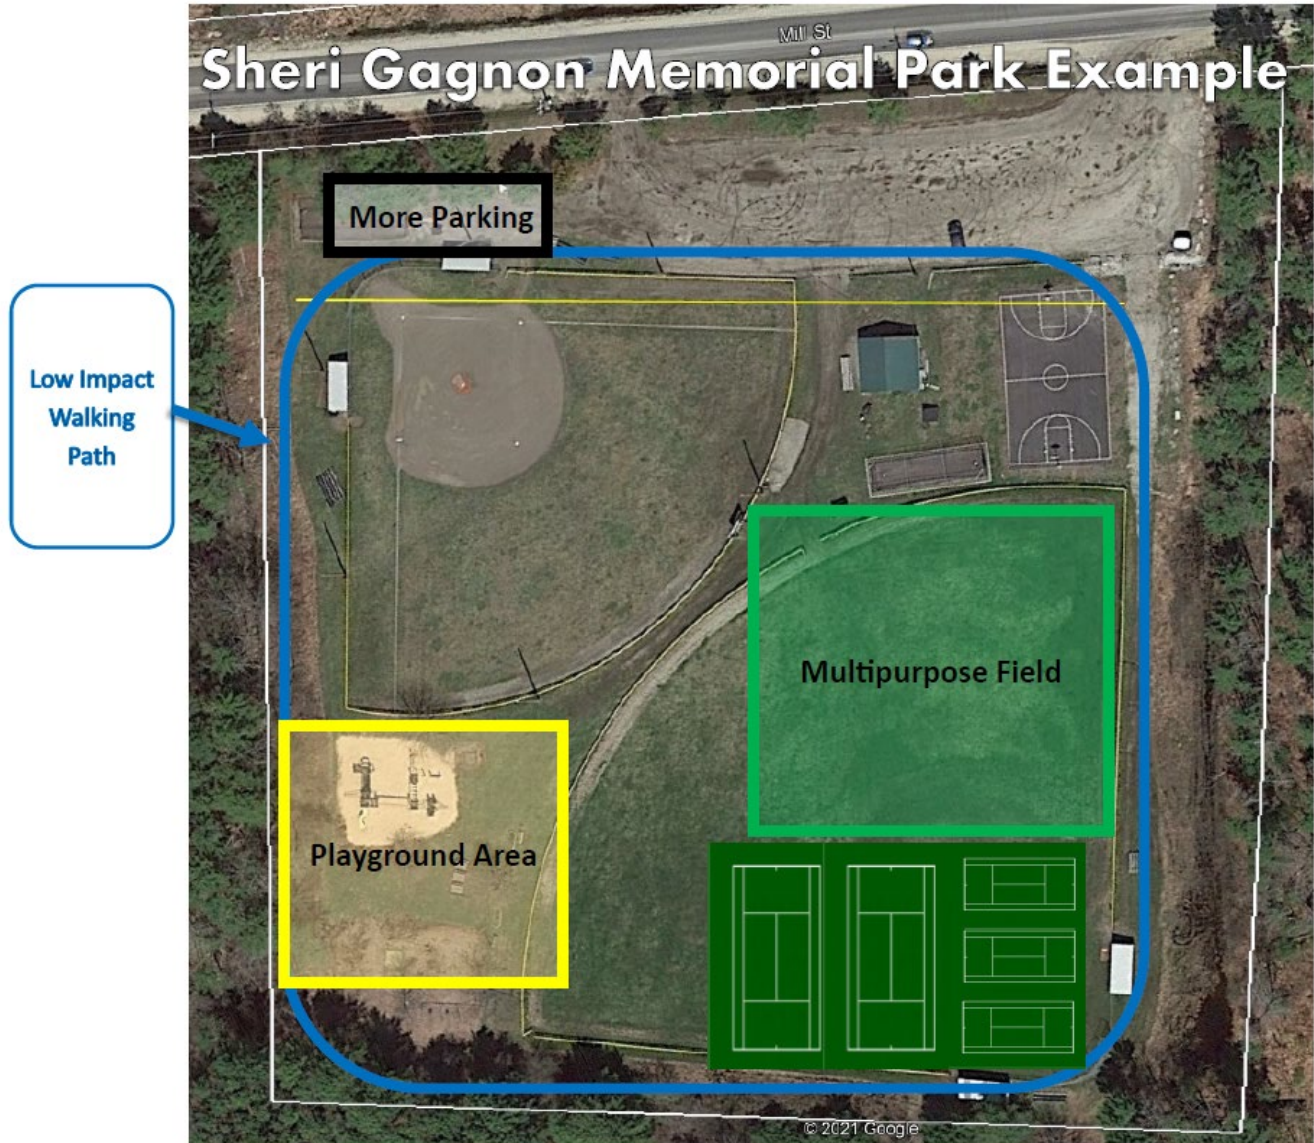 Mill St
Sheri Gagnon Memorial Park Example
More Parking
Low Impact
Walking
Path
Multipurpose Field
Playground Area
© 2021 Google